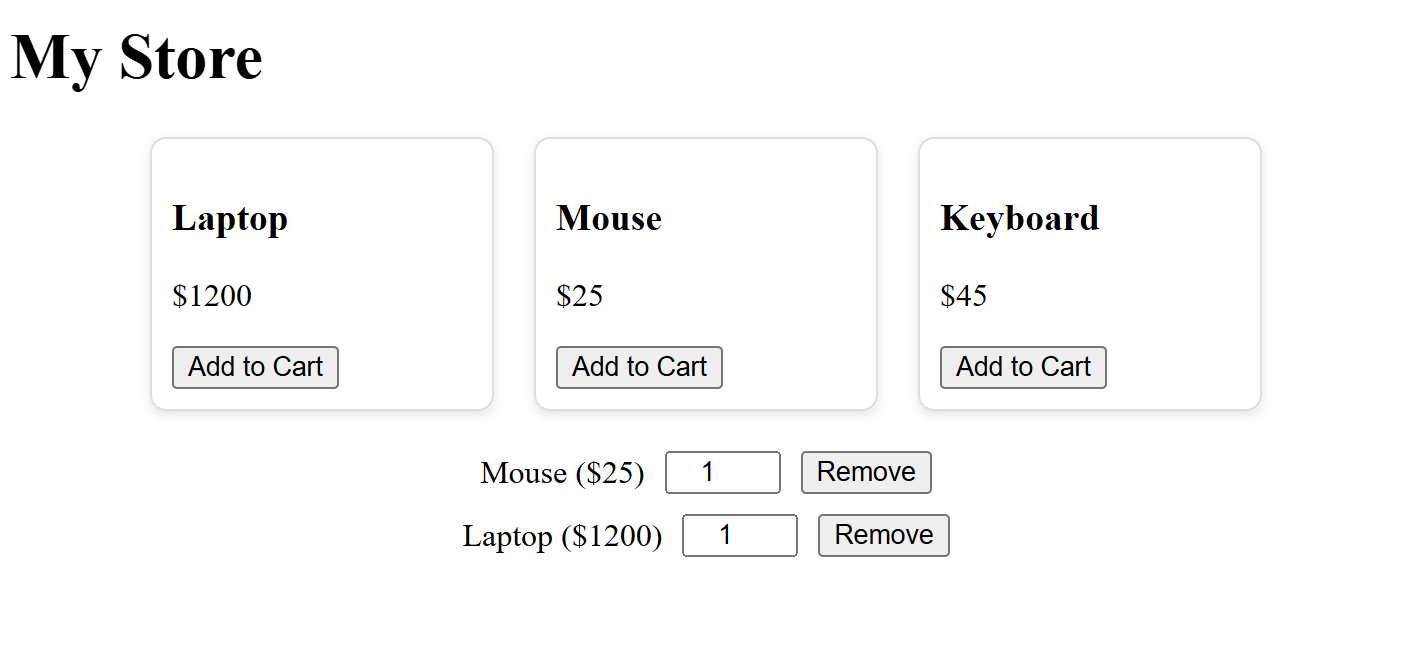 My Store
Laptop
Mouse
Keyboard
$1200
$25
$45
Add to Cart
Add to Cart
Add to Cart
Mouse ($25) 1 Remove
Laptop ($1200) 1 Remove